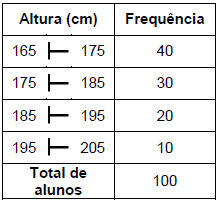 Altura (cm) Frequência
165 ⊢ 175 40
175 ⊢ 185 30
185 ⊢ 195 20
195 ⊢ 205 10
Total de
alunos 100